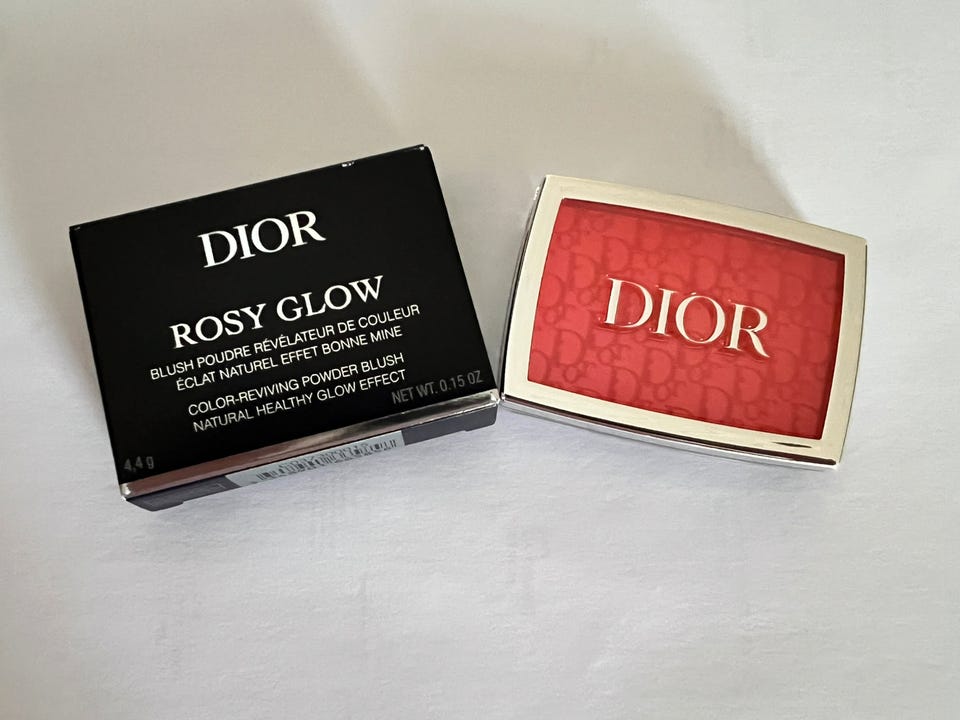 DIOR
ROSY GLOW
BLUSH POUDRE RÉVÉLATEUR DE COULEUR
ÉCLAT NATUREL EFFET BONNE MINE
COLOR-REVIVING POWDER BLUSH
NATURAL HEALTHY GLOW EFFECT
4,4 g
NET WT. 0.15 OZ
DIOR